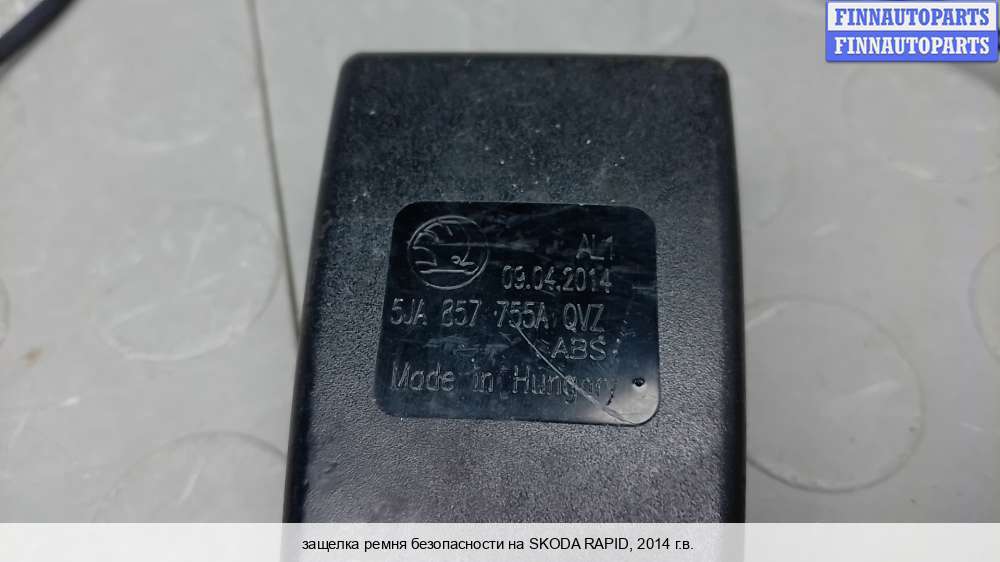 FINNAUTOPARTS
FINNAUTOPARTS
AL1
09.04.2014
5JA 857 755A QVZ
>ABS<
Made in Hungary
защелка ремня безопасности на SKODA RAPID, 2014 г.в.